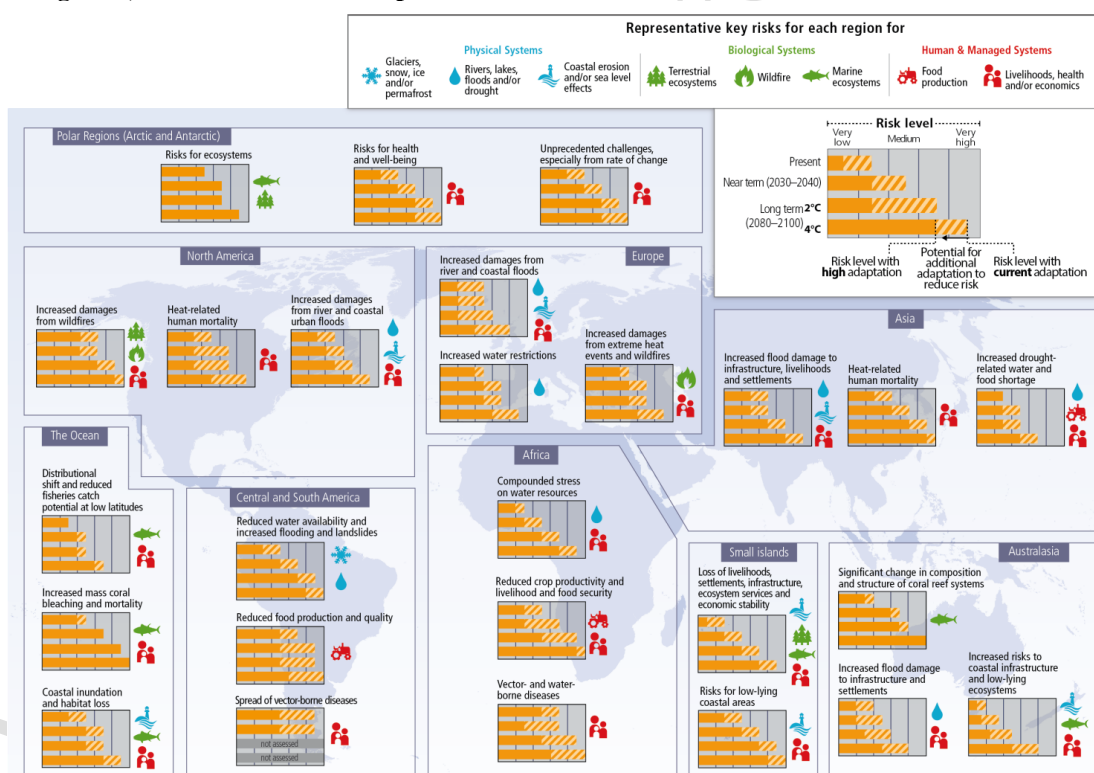 Representative key risks for each region for
Physical Systems
Biological Systems
Human & Managed Systems
Glaciers,
snow, ice
and/or
permafrost
Rivers, lakes,
floods and/or
drought
Coastal erosion
and/or sea level
effects
Terrestrial
ecosystems
Wildfire
Marine
ecosystems
Food
production
Livelihoods, health
and/or economics
Risk level
Very
low
Medium
Very
high
Present
Near term (2030–2040)
Long term 2°C
(2080–2100)
4°C
Risk level with
high adaptation
Potential for
additional
adaptation to
reduce risk
Risk level with
current adaptation
Polar Regions (Arctic and Antarctic)
Risks for ecosystems
Risks for health
and well-being
Unprecedented challenges,
especially from rate of change
North America
Increased damages
from wildfires
Heat-related
human mortality
Increased damages
from river and coastal
urban floods
Europe
Increased damages from
river and coastal floods
Increased water restrictions
Increased damages
from extreme heat
events and wildfires
Asia
Increased flood damage to
infrastructure, livelihoods
and settlements
Heat-related
human mortality
Increased drought-
related water and
food shortage
The Ocean
Distributional
shift and reduced
fisheries catch
potential at low latitudes
Increased mass coral
bleaching and mortality
Coastal inundation
and habitat loss
Central and South America
Reduced water availability and
increased flooding and landslides
Reduced food production and quality
Spread of vector-borne diseases
not assessed
not assessed
Africa
Compounded stress
on water resources
Reduced crop productivity and
livelihood and food security
Vector- and water-
borne diseases
Small islands
Loss of livelihoods,
settlements, infrastructure,
ecosystem services and
economic stability
Risks for low-lying
coastal areas
Australasia
Significant change in composition
and structure of coral reef systems
Increased flood damage
to infrastructure and
settlements
Increased risks to
coastal infrastructure
and low-lying
ecosystems